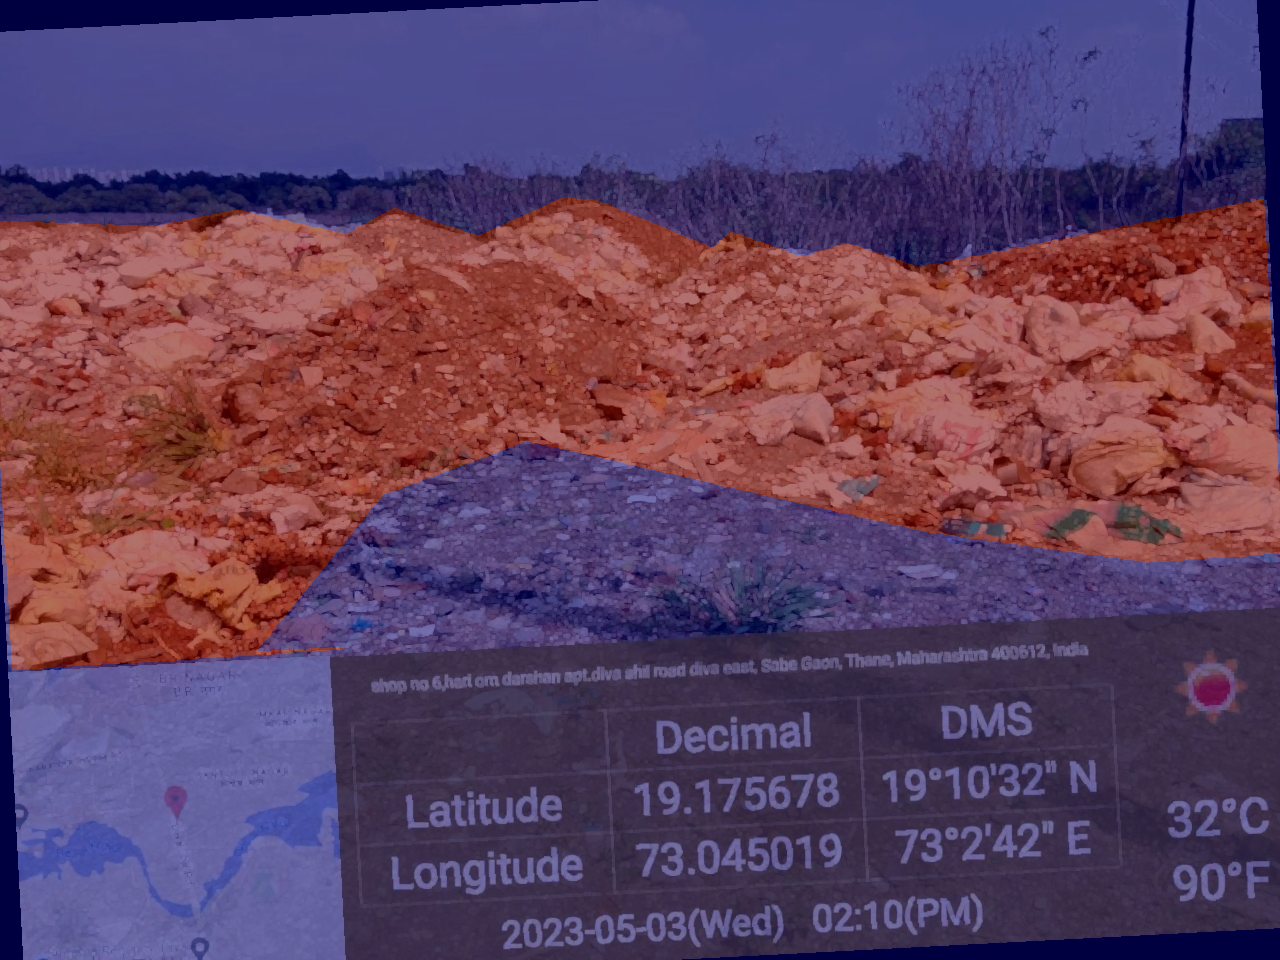 shop no 6,hari om darshan apt.diva shil road diva east, Sabe Gaon, Thane, Maharashtra 400612, India
Decimal DMS
Latitude 19.175678 19°10'32" N
Longitude 73.045019 73°2'42" E
32°C
90°F
2023-05-03(Wed) 02:10(PM)